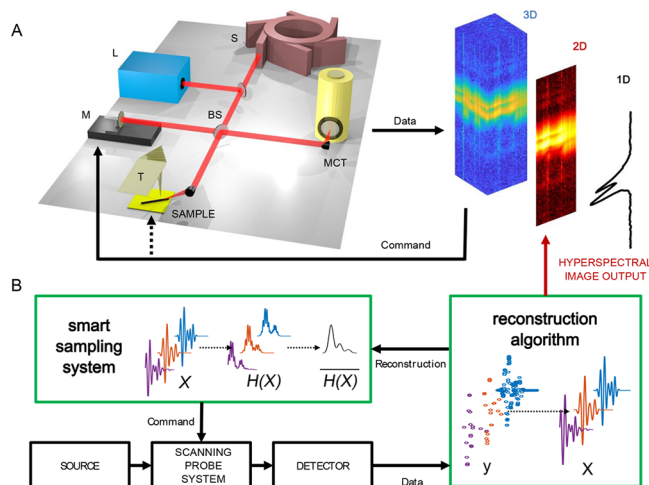 A
L
S
M
BS
T
MCT
SAMPLE
Data
3D
2D
1D
Command
HYPERSPECTRAL
IMAGE OUTPUT
B
smart
sampling
system
X
H(X)
H(X)
Reconstruction
reconstruction
algorithm
y
X
Command
SOURCE
SCANNING
PROBE
SYSTEM
DETECTOR
Data